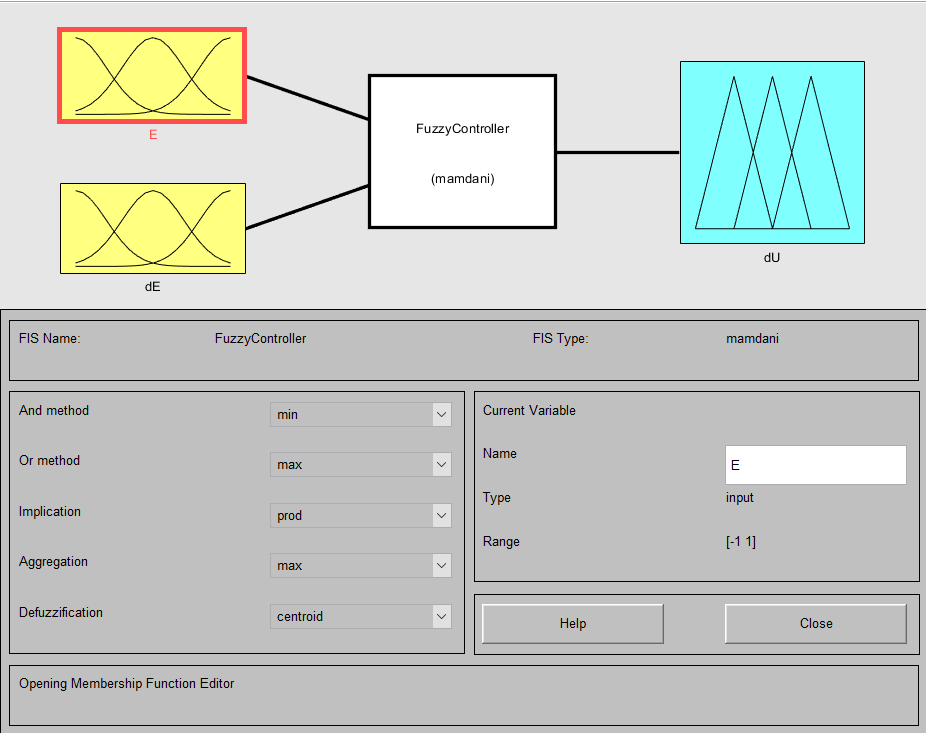 E
FuzzyController
(mamdani)
dE
dU
FIS Name:
FuzzyController
FIS Type:
mamdani
And method
min
Or method
max
Implication
prod
Aggregation
max
Defuzzification
centroid
Current Variable
Name
E
Type
input
Range
[-1 1]
Help
Close
Opening Membership Function Editor